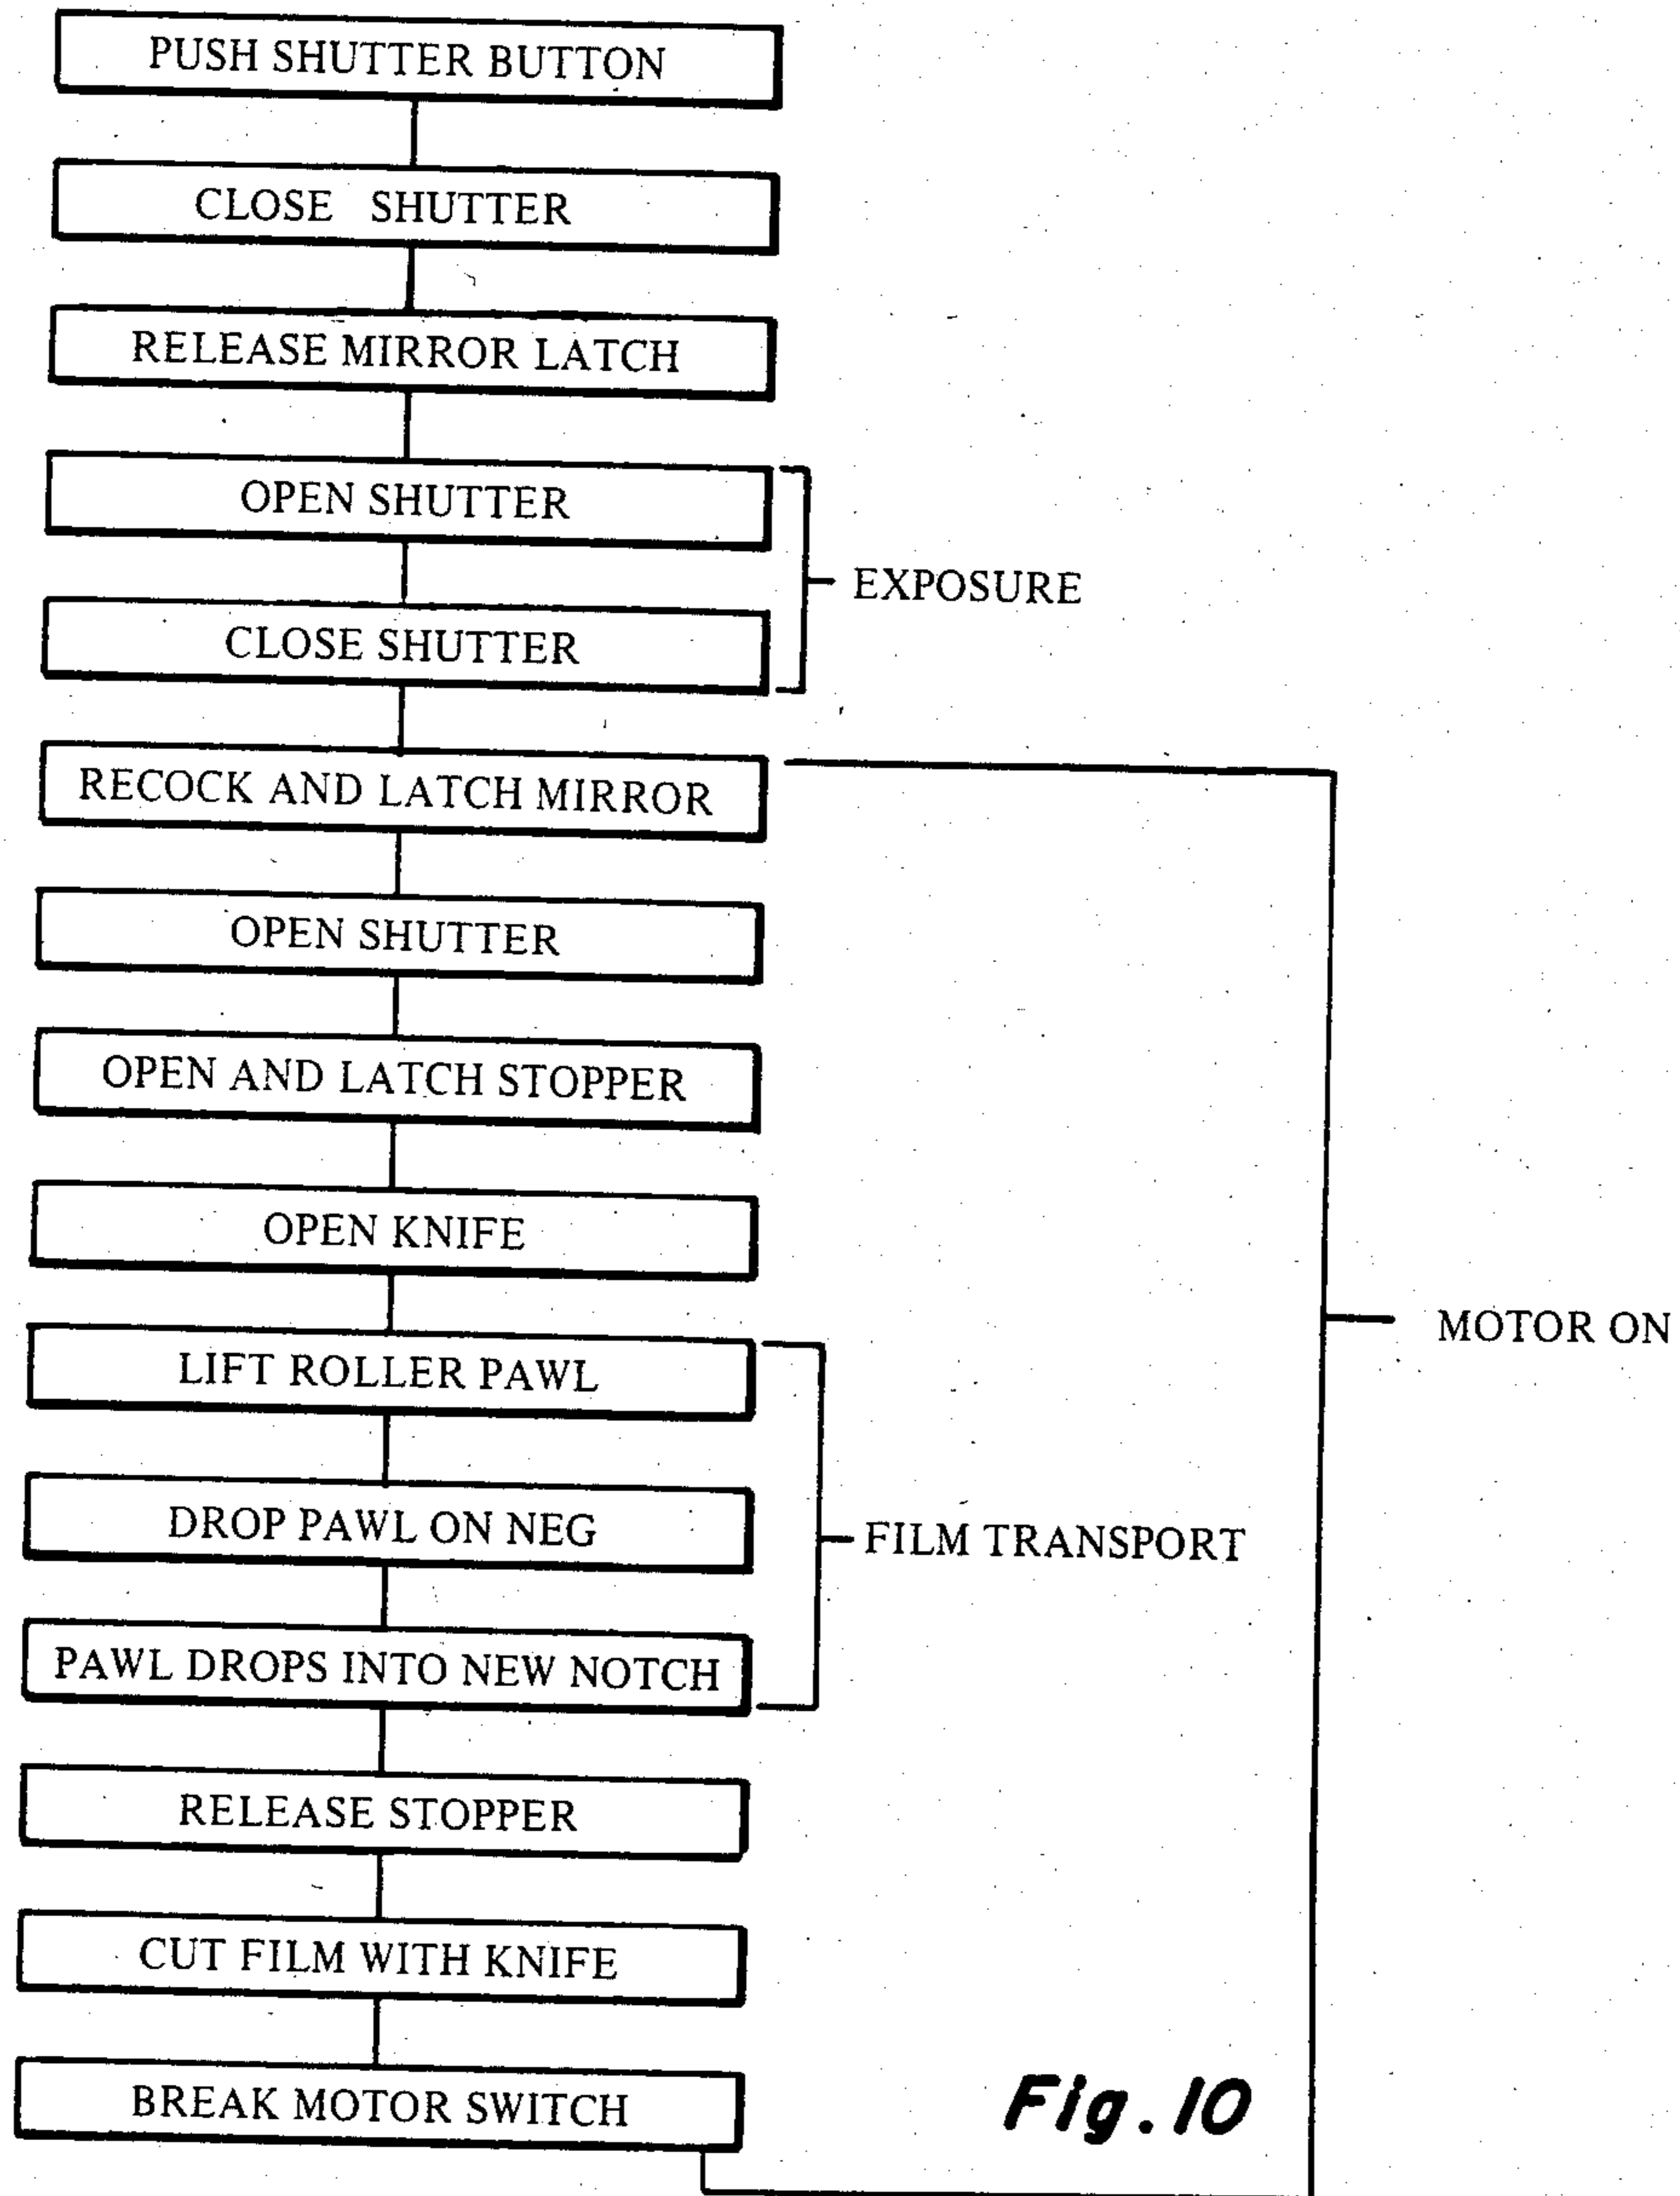 PUSH SHUTTER BUTTON
CLOSE SHUTTER
RELEASE MIRROR LATCH
OPEN SHUTTER
EXPOSURE
CLOSE SHUTTER
RECOCK AND LATCH MIRROR
OPEN SHUTTER
OPEN AND LATCH STOPPER
OPEN KNIFE
MOTOR ON
LIFT ROLLER PAWL
DROP PAWL ON NEG
FILM TRANSPORT
PAWL DROPS INTO NEW NOTCH
RELEASE STOPPER
CUT FILM WITH KNIFE
BREAK MOTOR SWITCH
Fig. 10